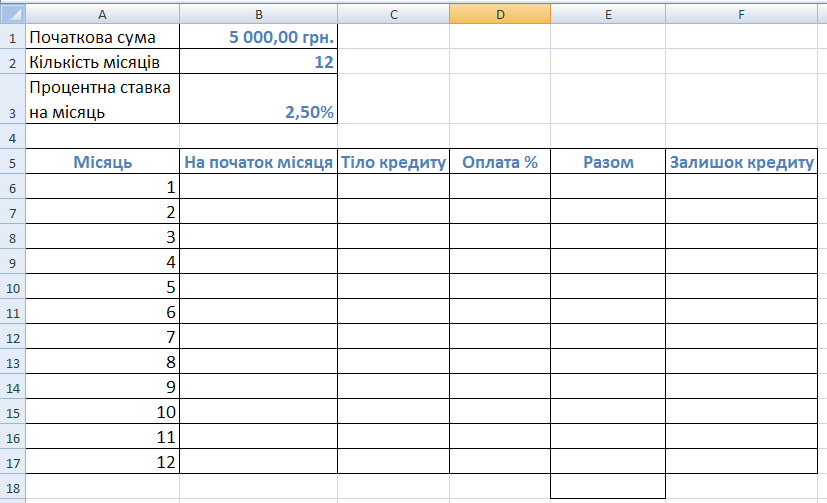 A B C D E F
1 Початкова сума 5 000,00 грн.
2 Кількість місяців 12
Процентна ставка
3 на місяць 2,50%
4
5 Місяць На початок місяця Тіло кредиту Оплата % Разом Залишок кредиту
6 1
7 2
8 3
9 4
10 5
11 6
12 7
13 8
14 9
15 10
16 11
17 12
18